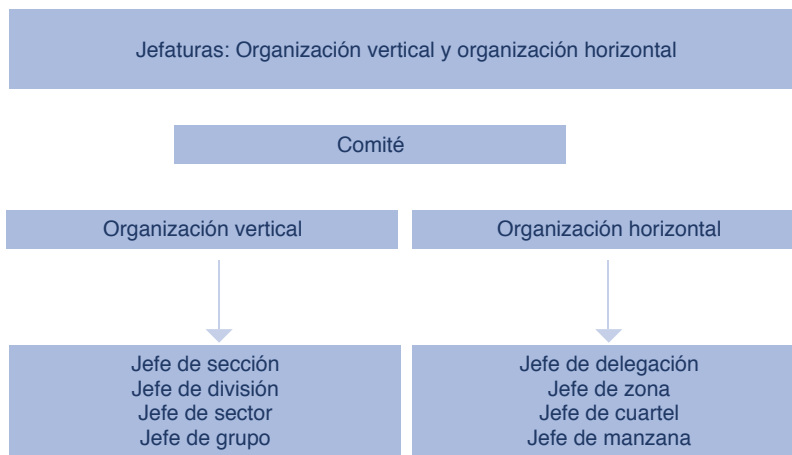 Jefaturas: Organización vertical y organización horizontal
Comité
Organización vertical
Organización horizontal
Jefe de sección
Jefe de división
Jefe de sector
Jefe de grupo
Jefe de delegación
Jefe de zona
Jefe de cuartel
Jefe de manzana